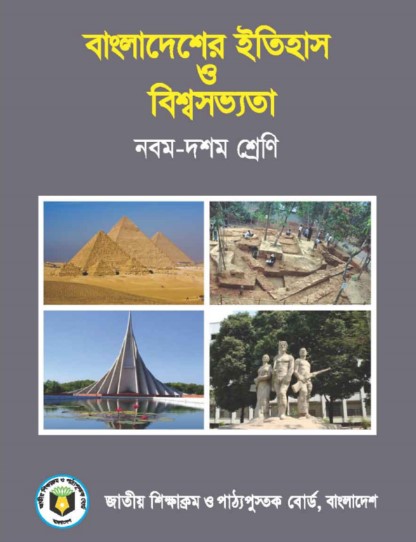 বাংলাদেশের ইতিহাস
ও
বিশ্বসভ্যতা
নবম-দশম শ্রেণি
জাতীয় শিক্ষাক্রম ও পাঠ্যপুস্তক বোর্ড, বাংলাদেশ